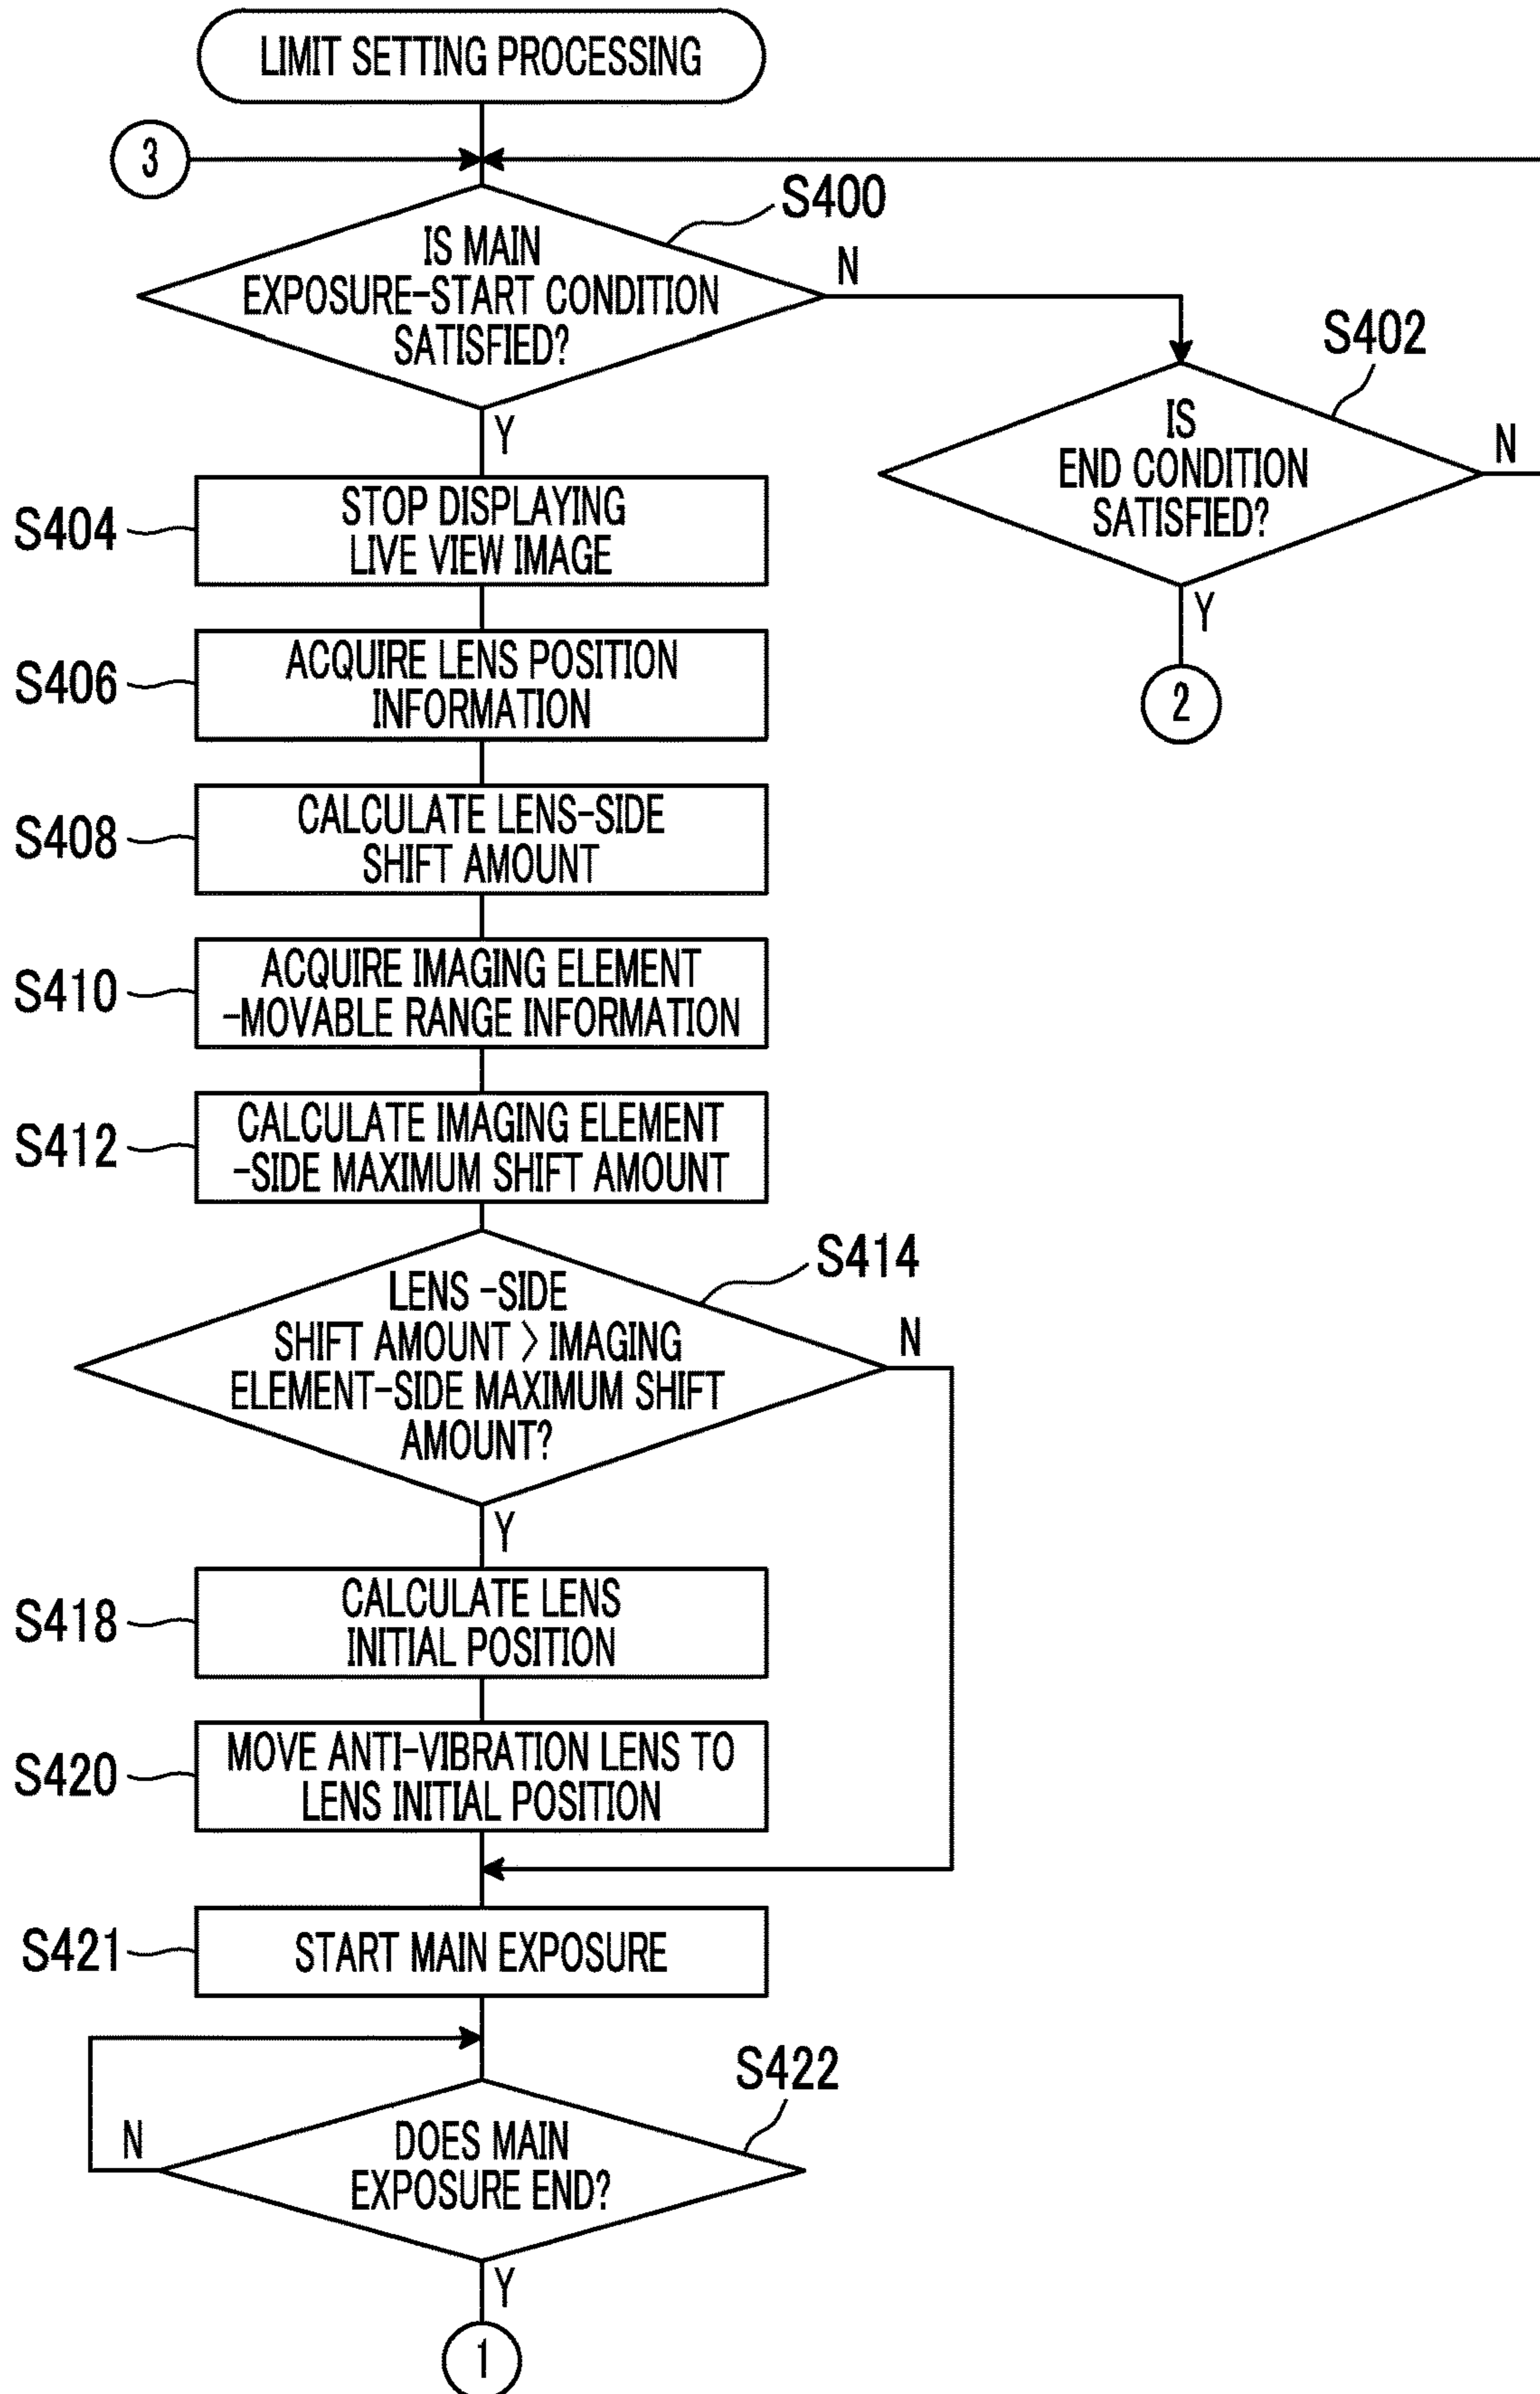 LIMIT SETTING PROCESSING
3
S400
IS MAIN
EXPOSURE-START CONDITION
SATISFIED?
N
Y
S402
IS
END CONDITION
SATISFIED?
N
Y
2
S404
STOP DISPLAYING
LIVE VIEW IMAGE
S406
ACQUIRE LENS POSITION
INFORMATION
S408
CALCULATE LENS-SIDE
SHIFT AMOUNT
S410
ACQUIRE IMAGING ELEMENT
-MOVABLE RANGE INFORMATION
S412
CALCULATE IMAGING ELEMENT
-SIDE MAXIMUM SHIFT AMOUNT
S414
LENS -SIDE
SHIFT AMOUNT > IMAGING
ELEMENT-SIDE MAXIMUM SHIFT
AMOUNT?
N
Y
S418
CALCULATE LENS
INITIAL POSITION
S420
MOVE ANTI-VIBRATION LENS TO
LENS INITIAL POSITION
S421
START MAIN EXPOSURE
S422
DOES MAIN
EXPOSURE END?
N
Y
1